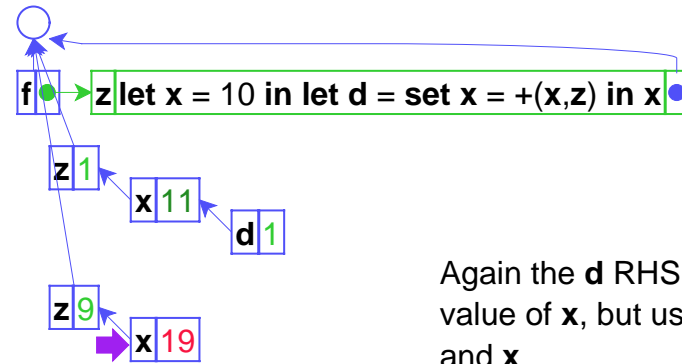 f z let x = 10 in let d = set x = +(x,z) in x
z 1
x 11
d 1
Again the d RHS
value of x, but us
z 9
x 19
and x